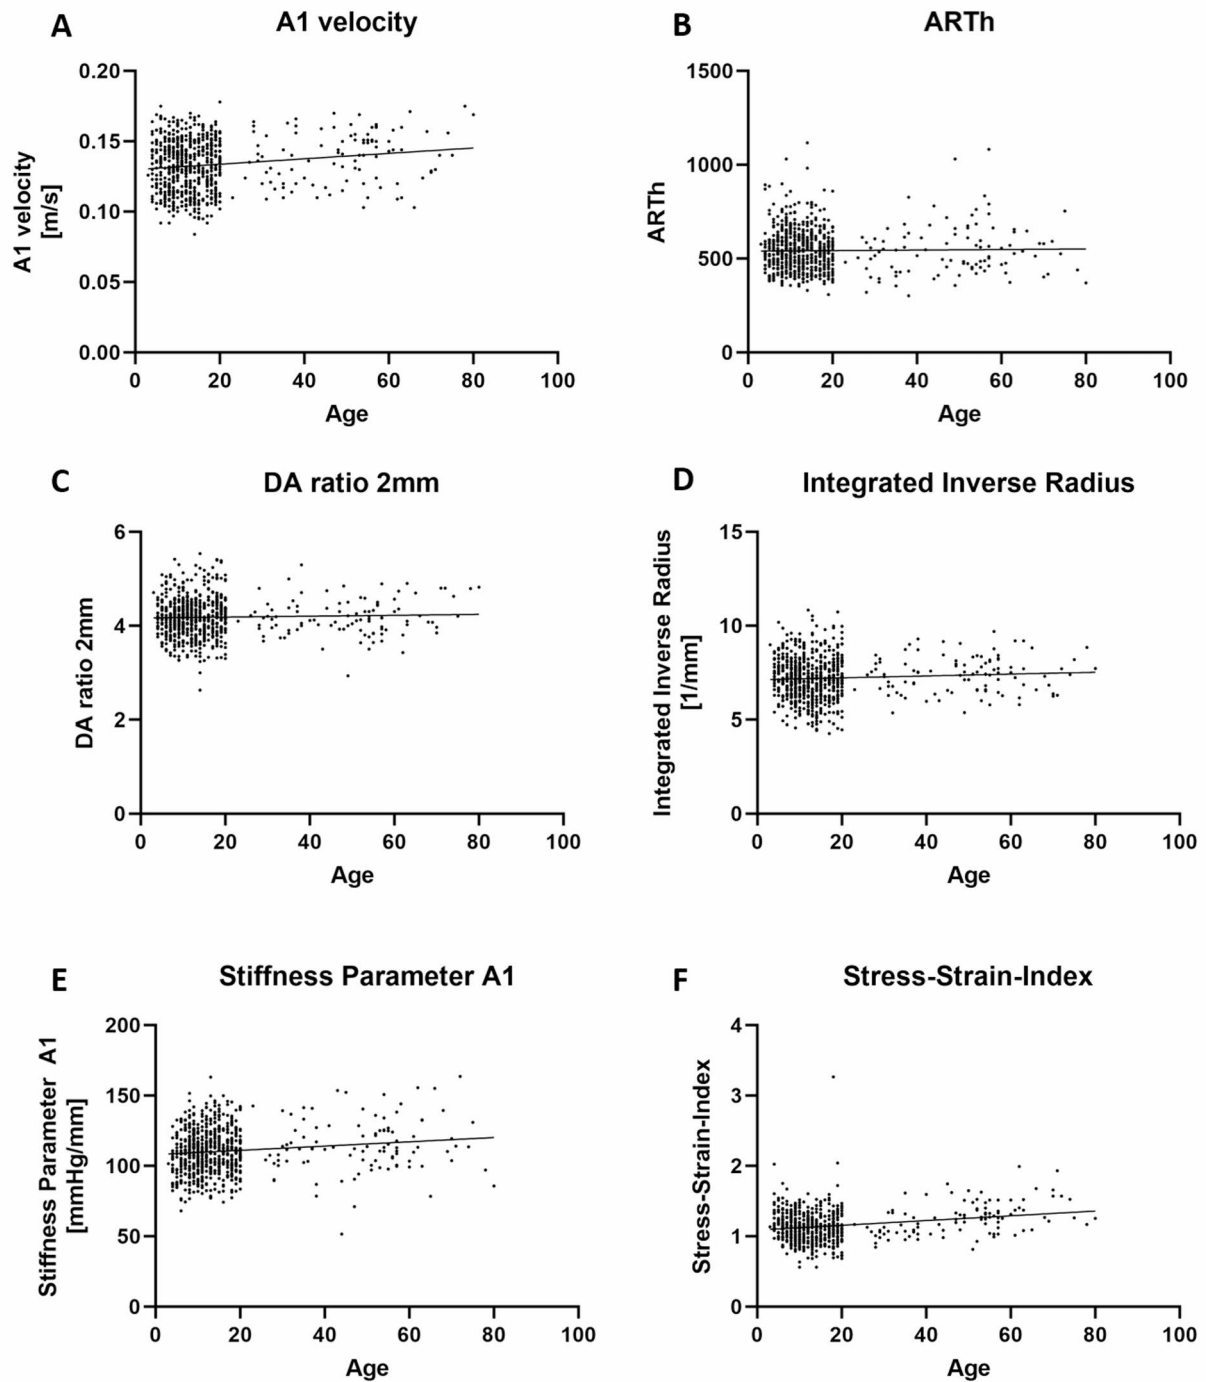 A
A1 velocity
0.20
0.15
0.10
0.05
0.00
A1 velocity
[m/s]
0 20 40 60 80 100
Age
B
ARTh
1500
1000
500
0
ARTh
0 20 40 60 80 100
Age
C
DA ratio 2mm
6
4
2
0
DA ratio 2mm
0 20 40 60 80 100
Age
D
Integrated Inverse Radius
15
10
5
0
Integrated Inverse Radius
[1/mm]
0 20 40 60 80 100
Age
E
Stiffness Parameter A1
200
150
100
50
0
Stiffness Parameter A1
[mmHg/mm]
0 20 40 60 80 100
Age
F
Stress-Strain-Index
4
3
2
1
0
Stress-Strain-Index
0 20 40 60 80 100
Age